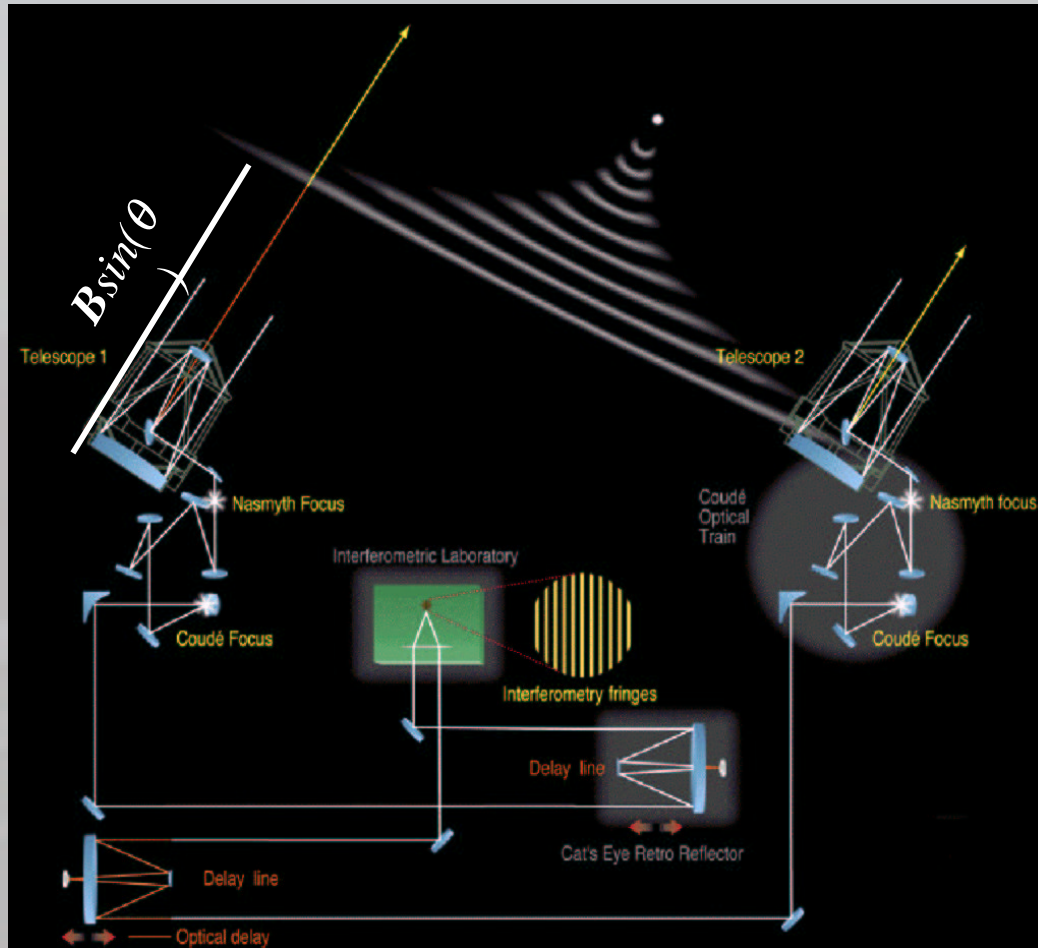 Bsin(θ
)
Telescope 1
Telescope 2
Nasmyth Focus
Coudé
Optical
Train
Nasmyth focus
Interferometric Laboratory
Coudé Focus
Coudé Focus
Interferometry fringes
Delay line
Cat's Eye Retro Reflector
Delay line
Optical delay